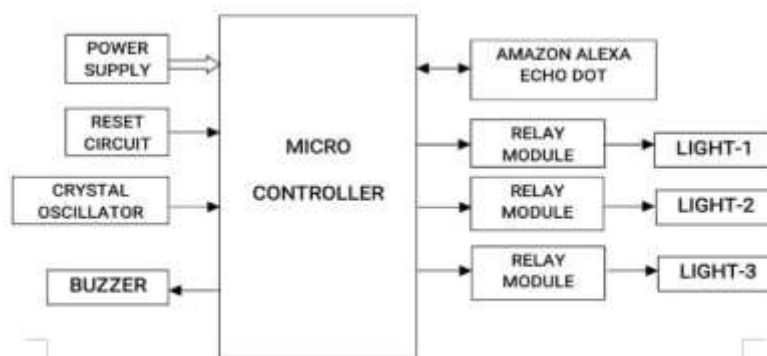 POWER
SUPPLY
RESET
CIRCUIT
CRYSTAL
OSCILLATOR
BUZZER
MICRO
CONTROLLER
AMAZON ALEXA
ECHO DOT
RELAY
MODULE
LIGHT-1
RELAY
MODULE
LIGHT-2
RELAY
MODULE
LIGHT-3